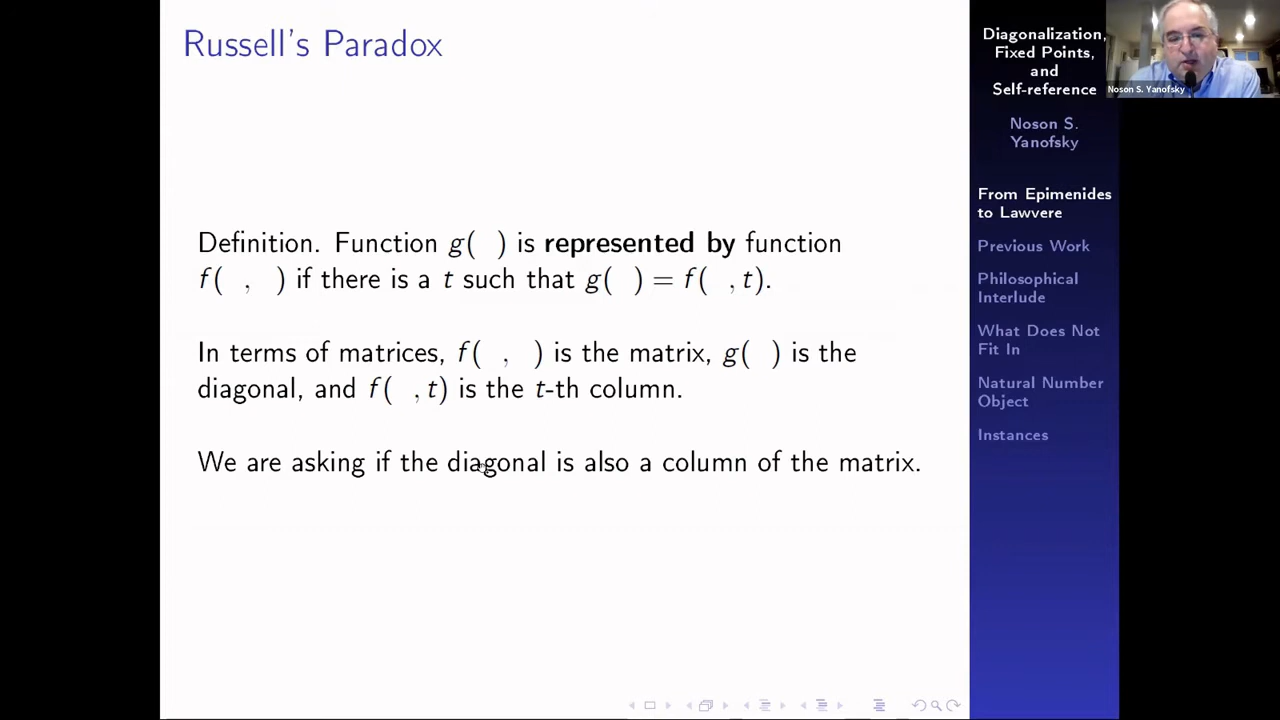 Russell's Paradox
Definition. Function g( ) is represented by function
f( , ) if there is a t such that g( ) = f( , t).
In terms of matrices, f( , ) is the matrix, g( ) is the
diagonal, and f( , t) is the t-th column.
We are asking if the diagonal is also a column of the matrix.
Diagonalization,
Fixed Points,
and
Self-reference
Noson S.
Yanofsky
From Epimenides
to Lawvere
Previous Work
Philosophical
Interlude
What Does Not
Fit In
Natural Number
Object
Instances
Noson S. Yanofsky